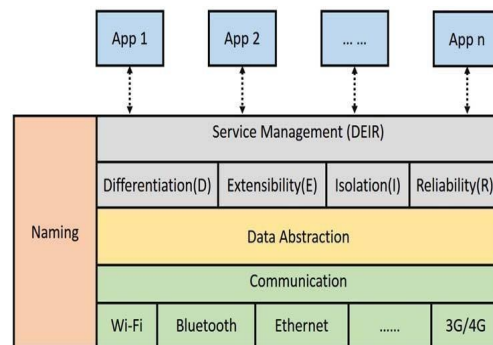 App 1 App 2 ... ... App n
Service Management (DEIR)
Differentiation(D) Extensibility(E) Isolation(I) Reliability(R)
Naming
Data Abstraction
Communication
Wi-Fi Bluetooth Ethernet ...... 3G/4G